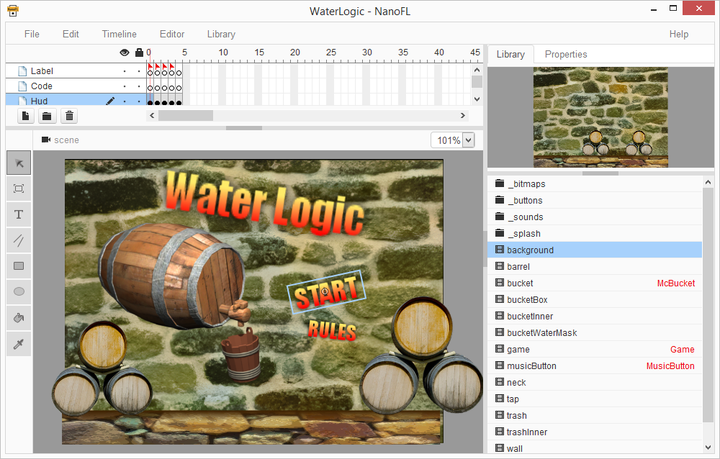 WaterLogic - NanoFL
File Edit Timeline Editor Library Help
0 5 10 15 20 25 30 35 40 45
Label
Code
Hud
Library Properties
scene
101%
Water Logic
START
RULES
T
_bitmaps
_buttons
_sounds
_splash
background
barrel
bucket McBucket
bucketBox
bucketInner
bucketWaterMask
game Game
musicButton MusicButton
neck
tap
trash
trashInner
wall